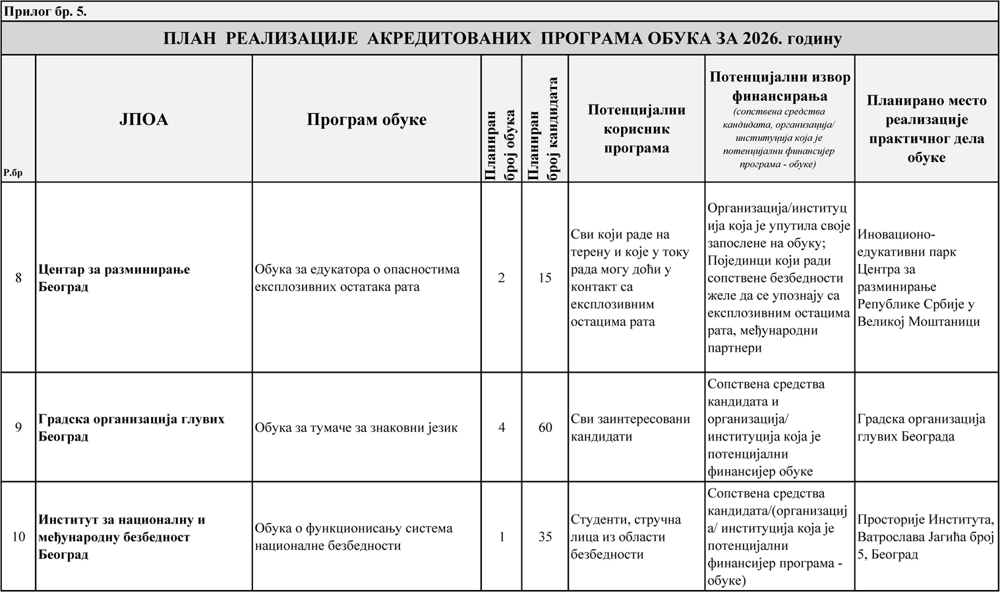 Прилог бр. 5.
ПЛАН РЕАЛИЗАЦИЈЕ АКРЕДИТОВАНИХ ПРОГРАМА ОБУКА ЗА 2026. годину
Р.бр
ЈПОА
Програм обуке
Планиран
број обука
Планиран
број кандидата
Потенцијални
корисник
програма
Потенцијални извор
финансирања
(сопствена средства
кандидата, организација/
институција која је
потенцијални финансијер
програма - обуке)
Планирано место
реализације
практичног дела
обуке
8
Центар за разминирање
Београд
Обука за едукатора о опасностима
експлозивних остатака рата
2
15
Сви који раде на
терену и које у току
рада могу доћи у
контакт са
експлозивним
остацима рата
Организација/институц
ија која је упутила своје
запослене на обуку;
Појединци који ради
сопствене безбедности
желе да се упознају са
експлозивним остацима
рата, међународни
партнери
Иновационо-
едукативни парк
Центра за
разминирање
Републике Србије у
Великој Моштаници
9
Градска организација глувих
Београд
Обука за тумаче за знаковни језик
4
60
Сви заинтересовани
кандидати
Сопствена средства
кандидата и
организација/
институција која је
потенцијални
финансијер обуке
Градска организација
глувих Београда
10
Институт за националну и
међународну безбедност
Београд
Обука о функционисању система
националне безбедности
1
35
Студенти, стручна
лица из области
безбедности
Сопствена средства
кандидата/(организациј
а/ институција која је
потенцијални
финансијер програма -
обуке)
Просторије Института,
Ватрослава Јагића број
5, Београд